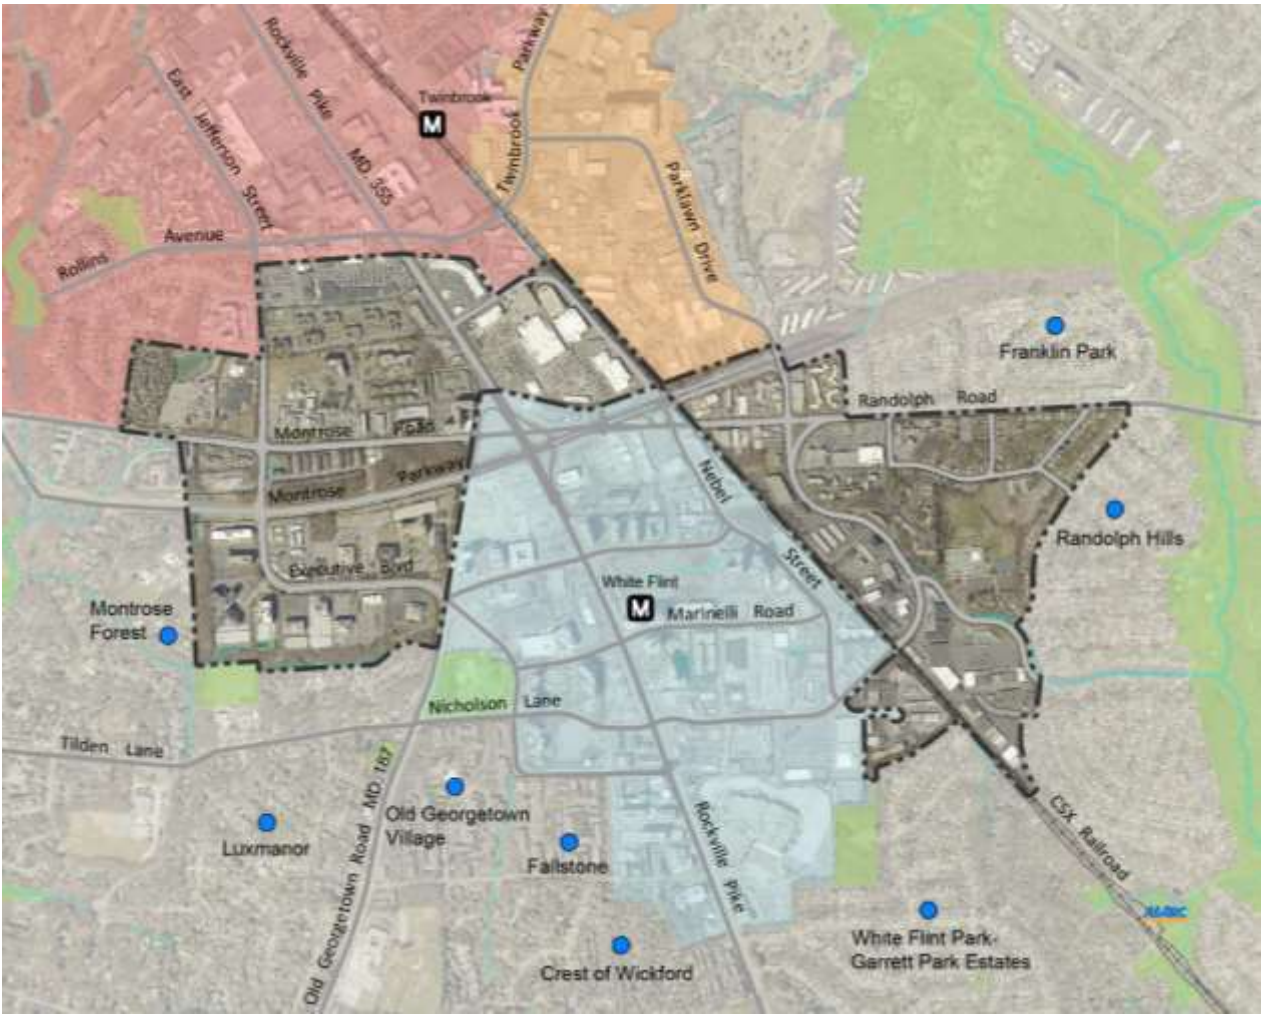 Rockville Pike
MD. 355
Parkway
Twinbrook
M
Twinbrook
East Jefferson Street
Parklawn Drive
Rollins Avenue
Franklin Park
Randolph Road
Montrose Road
Montrose Parkway
Nebel Street
Randolph Hills
Executive Blvd
White Flint
M
Marinelli Road
Montrose
Forest
Nicholson Lane
Tilden Lane
Old Georgetown Road MD 187
Old Georgetown
Village
Luxmanor
Fallstone
Rockville Pike
CSX Railroad
MARC
White Flint Park-
Garrett Park Estates
Crest of Wickford